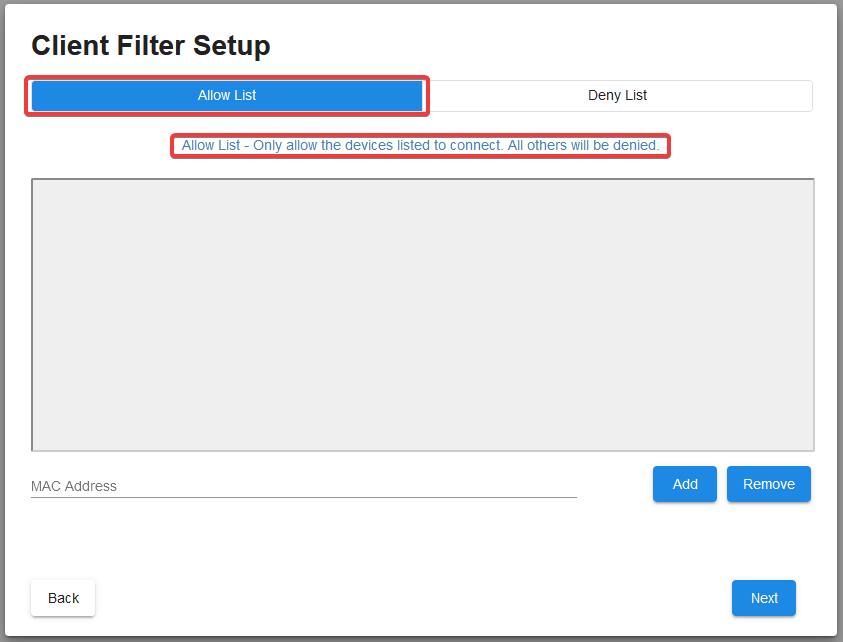 Client Filter Setup
Allow List
Deny List
Allow List - Only allow the devices listed to connect. All others will be denied.
MAC Address
Add
Remove
Back
Next